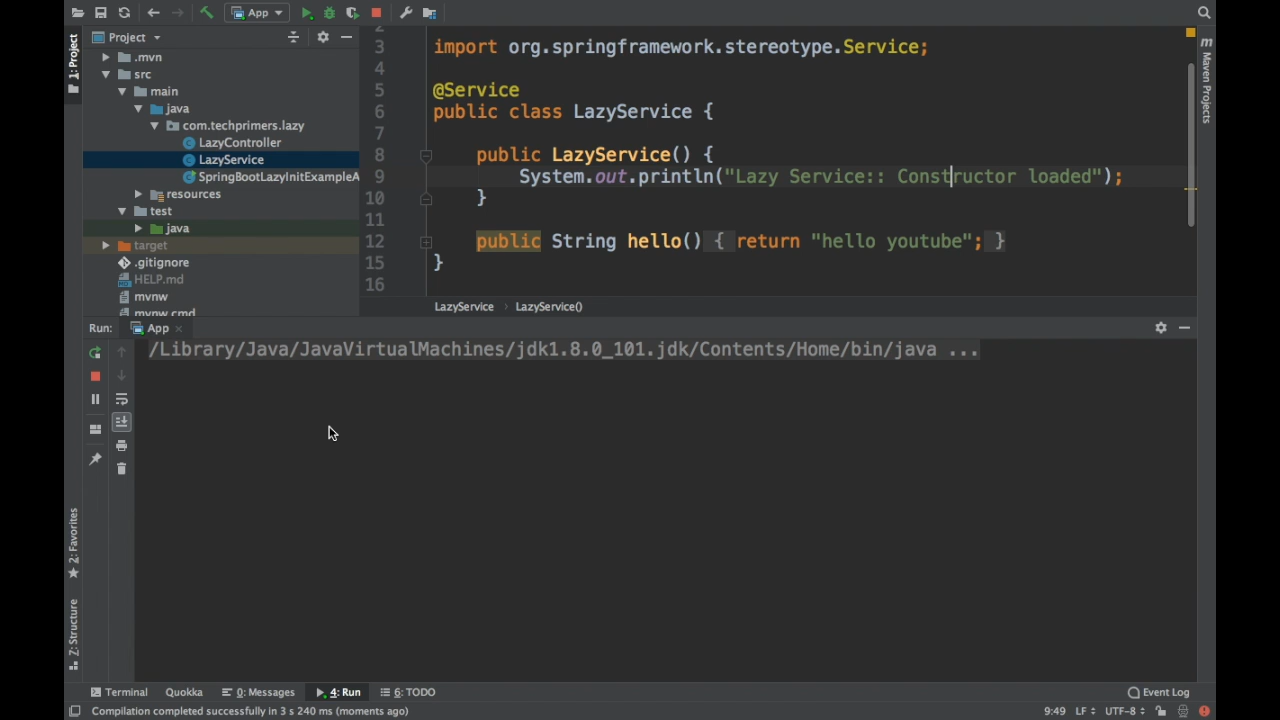 App
Project
.mvn
src
main
java
com.techprimers.lazy
LazyController
LazyService
SpringBootLazyInitExampleA
resources
test
java
target
.gitignore
HELP.md
mvnw
mvnw.cmd
1: Project
2: Favorites
Z: Structure
m Maven Projects
2
3 import org.springframework.stereotype.Service;
4
5 @Service
6 public class LazyService {
7
8 public LazyService() {
9 System.out.println("Lazy Service:: Constructor loaded");
10 }
11
12 public String hello() { return "hello youtube"; }
15 }
16
LazyService › LazyService()
Run: App
/Library/Java/JavaVirtualMachines/jdk1.8.0_101.jdk/Contents/Home/bin/java ...
Terminal Quokka 0: Messages 4: Run 6: TODO Event Log
Compilation completed successfully in 3 s 240 ms (moments ago) 9:49 LF UTF-8